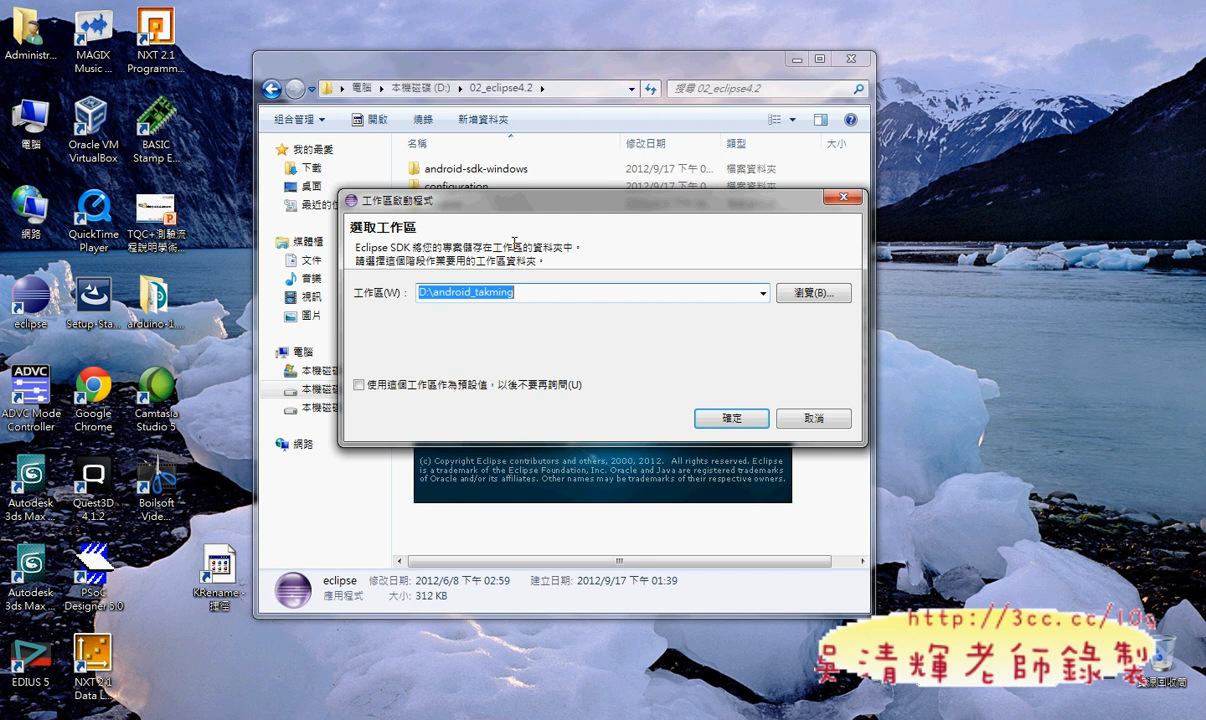 Administr...
MAGIX
Music ...
NXT 2.1
Programm...
電腦
Oracle VM
VirtualBox
BASIC
Stamp E...
網路
QuickTime
Player
TQC+測驗流
程說明學術...
eclipse
Setup-Sta...
arduino-1....
ADVC
ADVC Mode
Controller
Google
Chrome
Camtasia
Studio 5
Autodesk
3ds Max ...
Quest3D
4.1.2
Boilsoft
Vide...
Autodesk
3ds Max ...
PSoC
Designer 5.0
KRename -
捷徑
EDIUS 5
NXT 2.1
Data L...
電腦
本機磁碟 (D:)
02_eclipse4.2
搜尋 02_eclipse4.2
組合管理
開啟
燒錄
新增資料夾
我的最愛
下載
桌面
最近的位
媒體櫃
文件
音樂
視訊
圖片
電腦
本機磁碟
本機磁碟
本機磁碟
網路
名稱
修改日期
類型
大小
android-sdk-windows
2012/9/17 下午 0...
檔案資料夾
configuration
2012/9/17 下午 0...
檔案資料夾
工作區啟動程式
選取工作區
Eclipse SDK 將您的專案儲存在工作區的資料夾中。
請選擇這個階段作業要用的工作區資料夾。
工作區(W)：
D:\android_takming
瀏覽(B)...
使用這個工作區作為預設值，以後不要再詢問(U)
確定
取消
(c) Copyright Eclipse contributors and others, 2000, 2012. All rights reserved. Eclipse
is a trademark of the Eclipse Foundation, Inc. Oracle and Java are registered trademarks
of Oracle and/or its affiliates. Other names may be trademarks of their respective owners.
eclipse
修改日期: 2012/6/8 下午 02:59
建立日期: 2012/9/17 下午 01:39
應用程式
大小: 312 KB
http://3cc.cc/10q
吳清輝老師錄製
資源回收筒